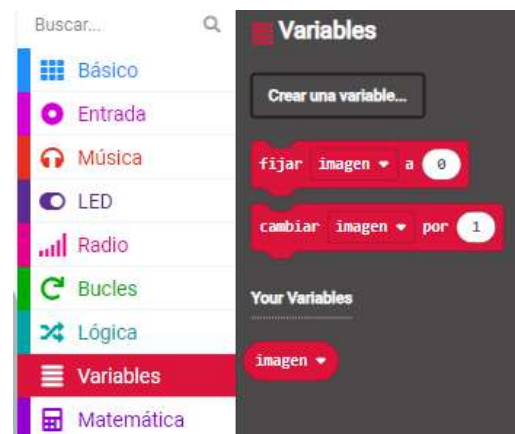 Buscar...
Básico
Entrada
Música
LED
Radio
Bucles
Lógica
Variables
Matemática
Variables
Crear una variable...
fijar imagen a 0
cambiar imagen por 1
Your Variables
imagen